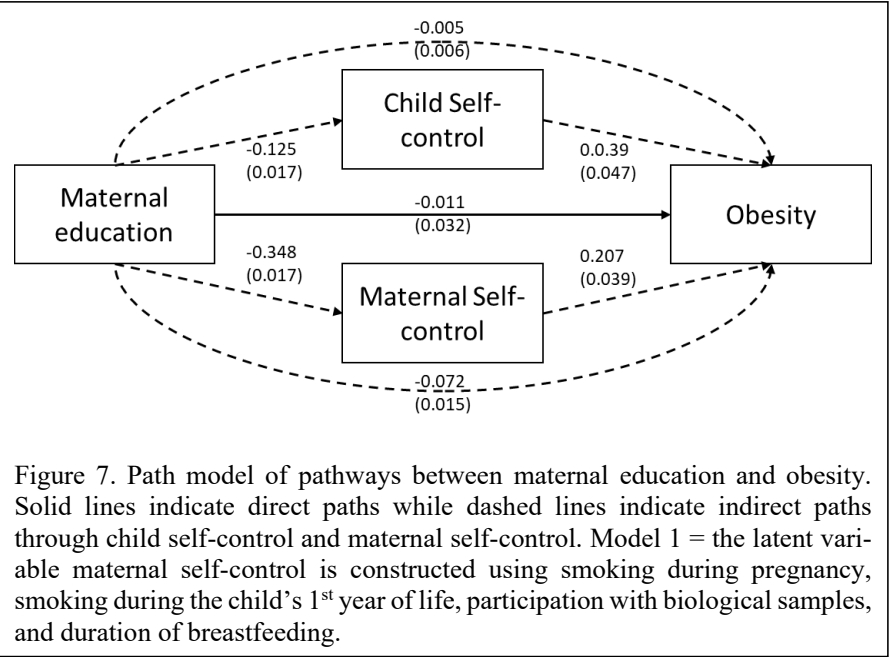 -0.005
(0.006)
Child Self-
control
-0.125
(0.017)
0.0.39
(0.047)
Maternal
education
-0.011
(0.032)
Obesity
-0.348
(0.017)
0.207
(0.039)
Maternal Self-
control
-0.072
(0.015)
Figure 7. Path model of pathways between maternal education and obesity.
Solid lines indicate direct paths while dashed lines indicate indirect paths
through child self-control and maternal self-control. Model 1 = the latent vari-
able maternal self-control is constructed using smoking during pregnancy,
smoking during the child's 1st year of life, participation with biological samples,
and duration of breastfeeding.